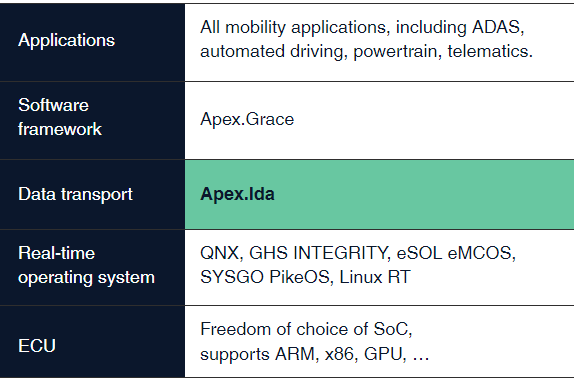 Applications
All mobility applications, including ADAS,
automated driving, powertrain, telematics.
Software
framework
Apex.Grace
Data transport
Apex.Ida
Real-time
operating system
QNX, GHS INTEGRITY, eSOL eMCOS,
SYSGO PikeOS, Linux RT
ECU
Freedom of choice of SoC,
supports ARM, x86, GPU, …